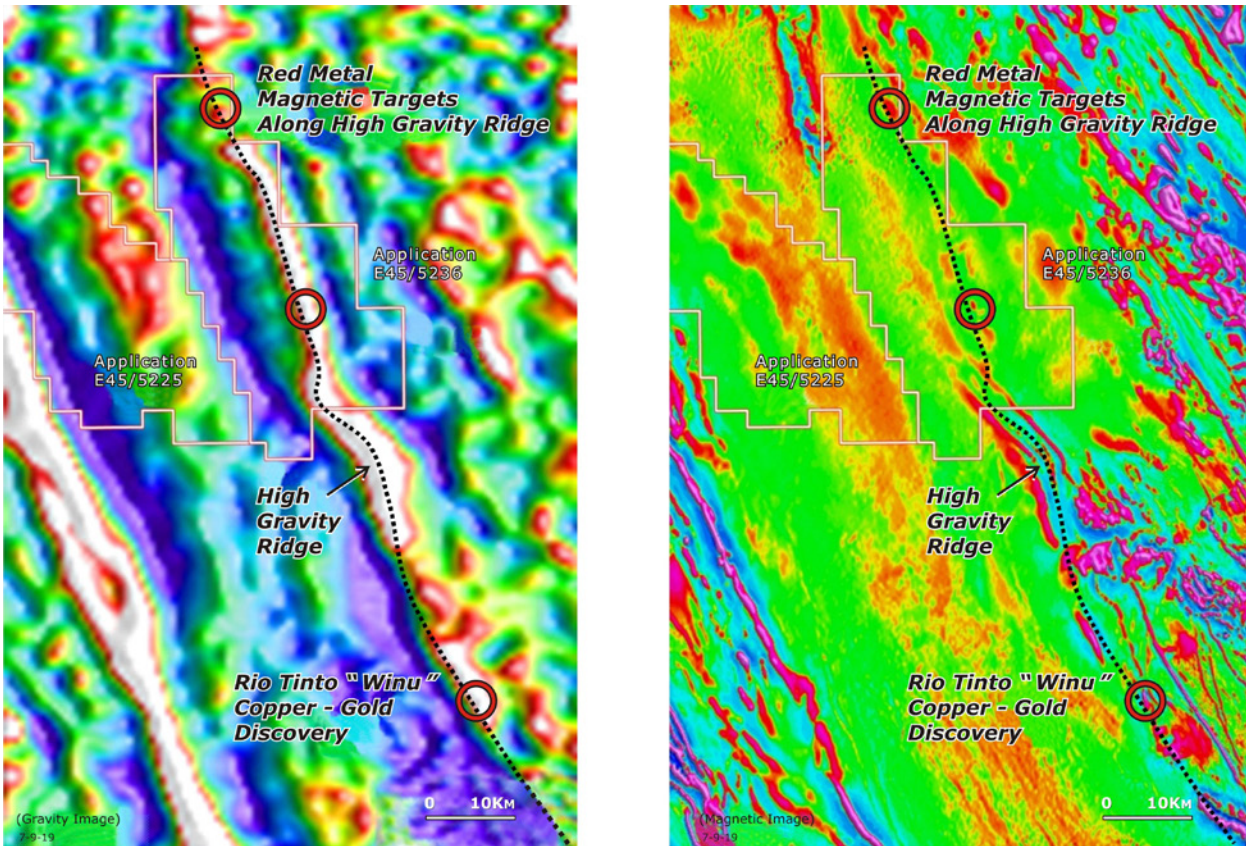 Red Metal
Magnetic Targets
Along High Gravity Ridge
Application
E45/5236
Application
E45/5225
High
Gravity
Ridge
Rio Tinto “Winu”
Copper - Gold
Discovery
0 10KM
(Gravity Image)
7-9-19
Red Metal
Magnetic Targets
Along High Gravity Ridge
Application
E45/5236
Application
E45/5225
High
Gravity
Ridge
Rio Tinto “Winu”
Copper - Gold
Discovery
0 10KM
(Magnetic Image)
7-9-19